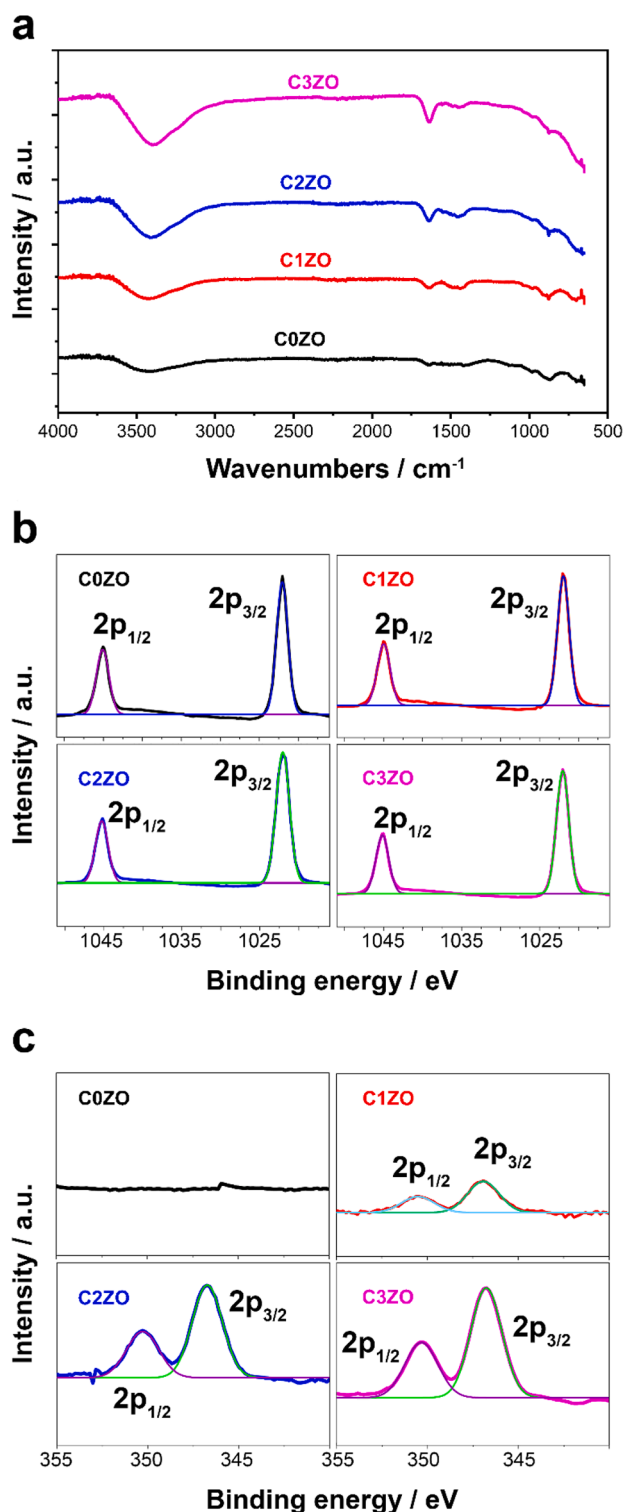 a
C3ZO
C2ZO
C1ZO
C0ZO
Intensity / a.u.
4000 3500 3000 2500 2000 1500 1000 500
Wavenumbers / cm⁻¹
b
C0ZO
2p1/2
2p3/2
C1ZO
2p1/2
2p3/2
C2ZO
2p1/2
2p3/2
C3ZO
2p1/2
2p3/2
Intensity / a.u.
1045 1035 1025 1045 1035 1025
Binding energy / eV
c
C0ZO
C1ZO
2p1/2
2p3/2
C2ZO
2p1/2
2p3/2
C3ZO
2p1/2
2p3/2
Intensity / a.u.
355 350 345 355 350 345
Binding energy / eV